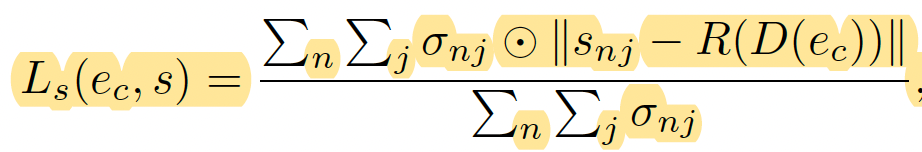 L_s(e_c, s) = \frac{\sum_n \sum_j \sigma_{nj} \odot \| s_{nj} - R(D(e_c)) \|}{\sum_n \sum_j \sigma_{nj}},